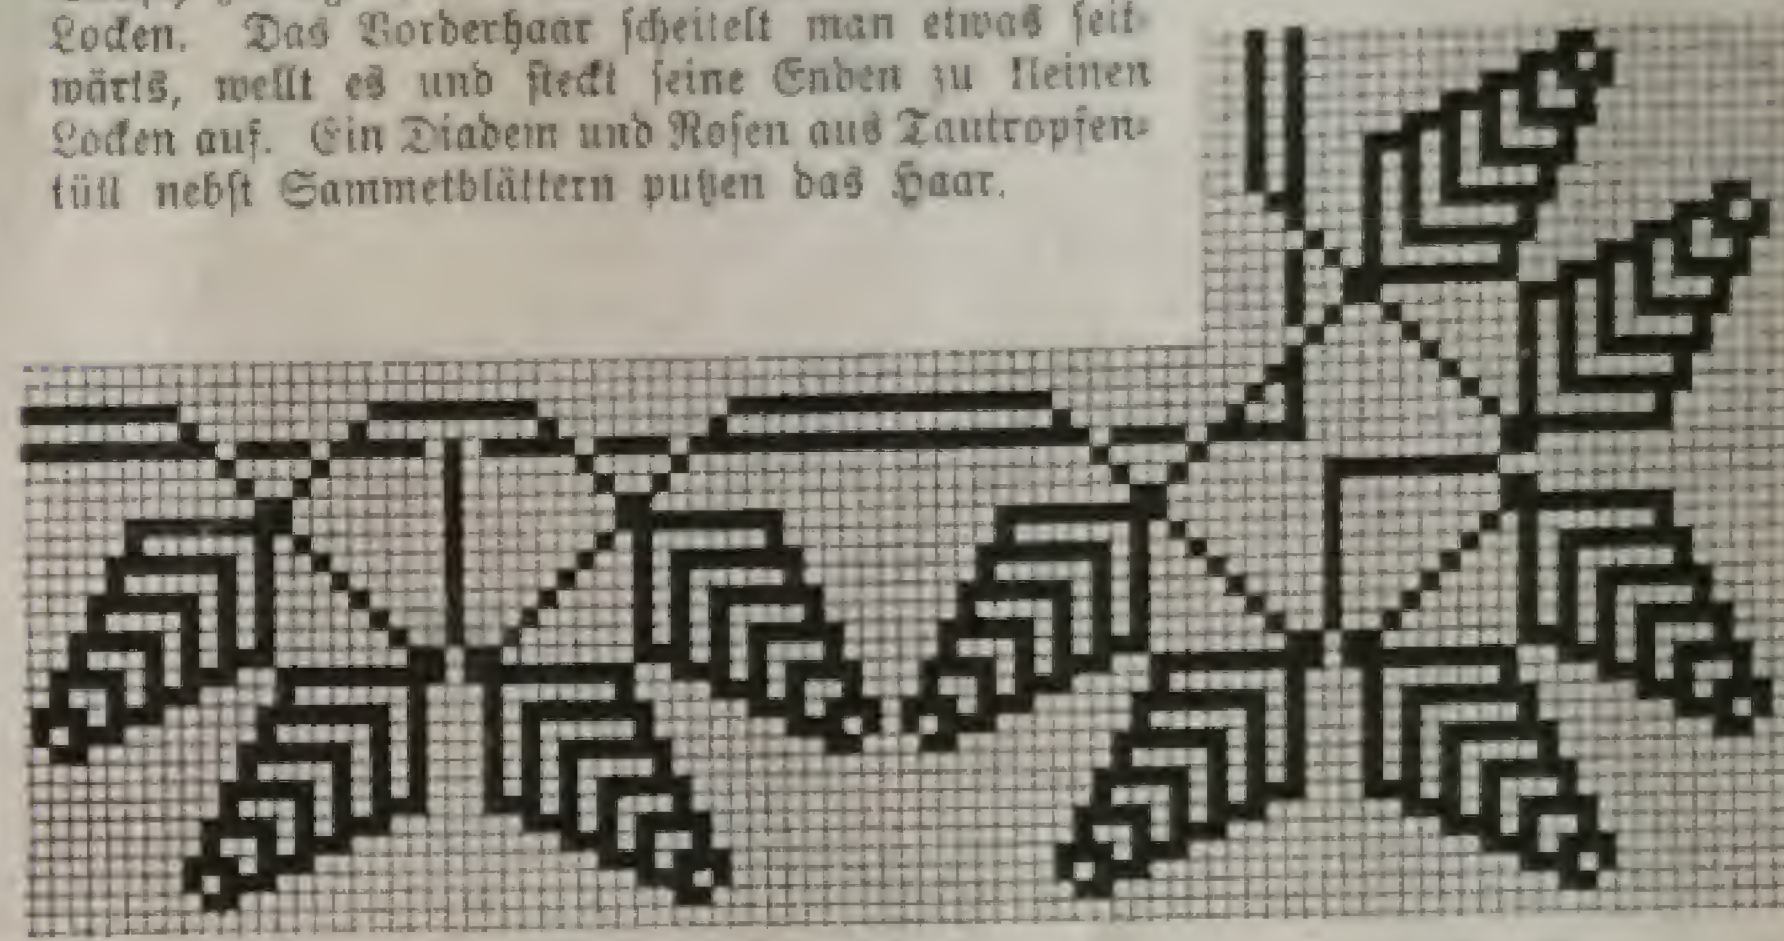 Locken. Das Vorderhaar scheitelt man etwas seit-
wärts, wellt es und steckt seine Enden zu kleinen
Locken auf. Ein Diadem und Rosen aus Tautropfen-
tüll nebst Sammetblättern putzen das Haar.